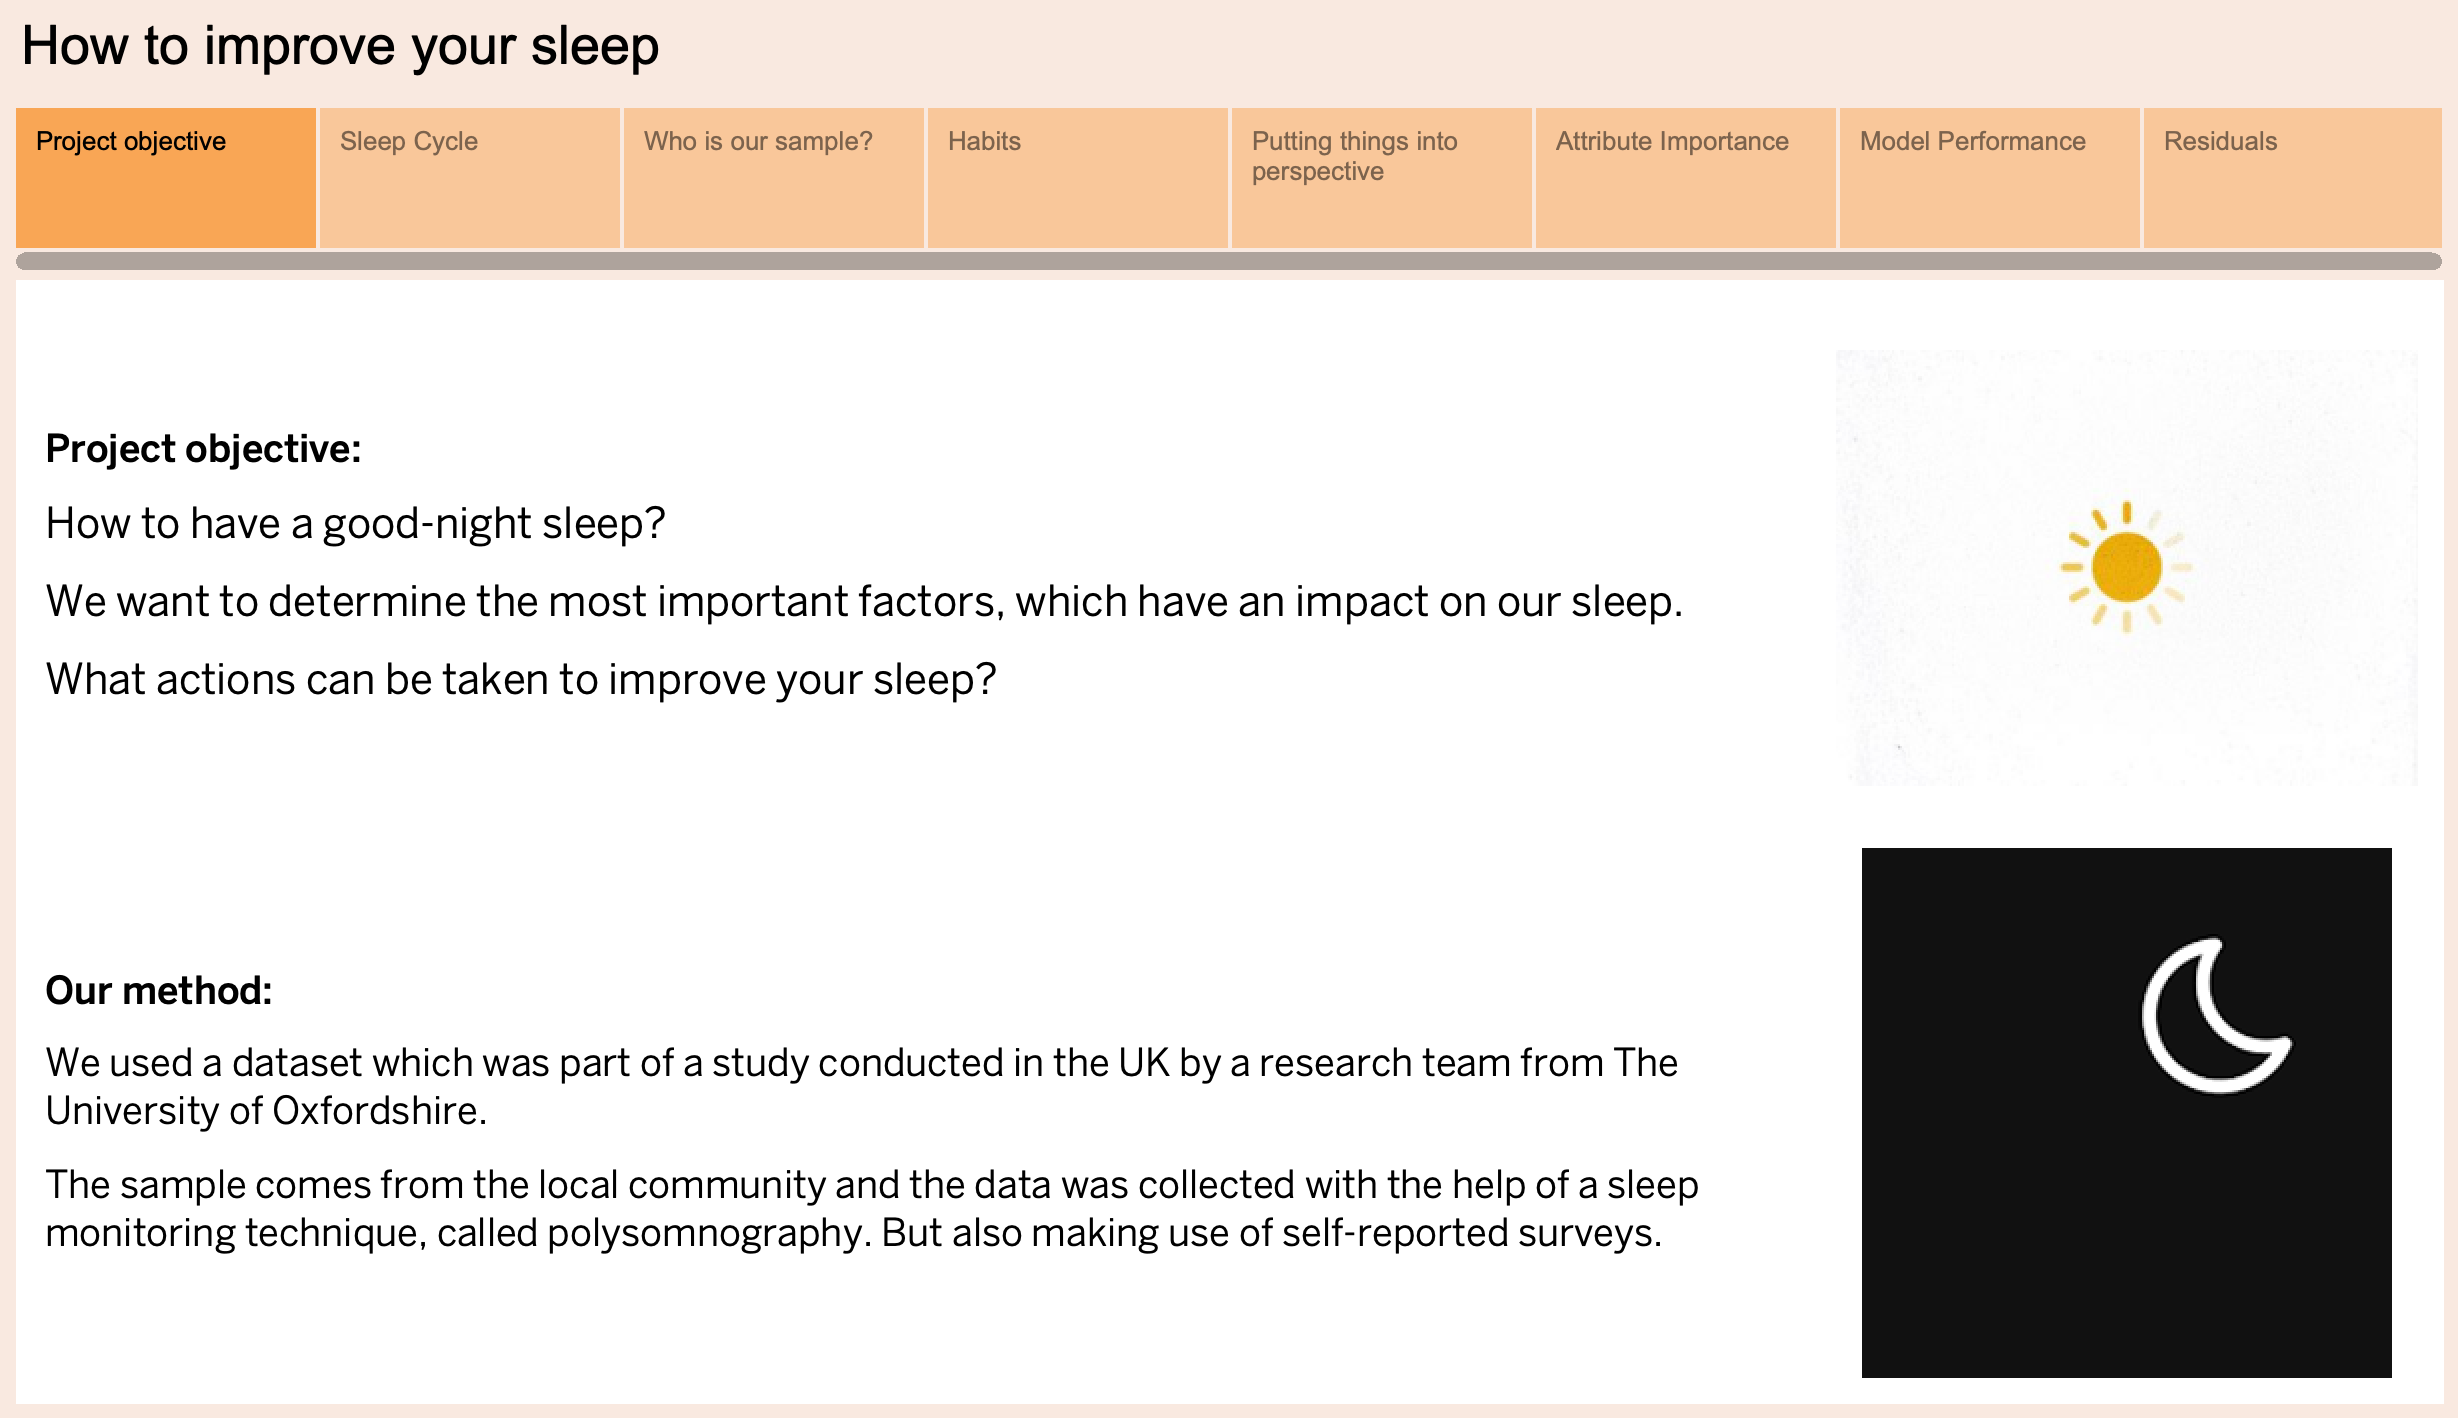 How to improve your sleep
Project objective
Sleep Cycle
Who is our sample?
Habits
Putting things into
perspective
Attribute Importance
Model Performance
Residuals
Project objective:
How to have a good-night sleep?
We want to determine the most important factors, which have an impact on our sleep.
What actions can be taken to improve your sleep?
Our method:
We used a dataset which was part of a study conducted in the UK by a research team from The
University of Oxfordshire.
The sample comes from the local community and the data was collected with the help of a sleep
monitoring technique, called polysomnography. But also making use of self-reported surveys.